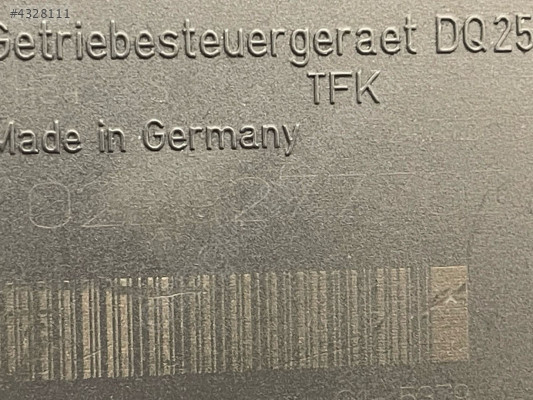 #4328111
Getriebesteuergeraet DQ25
TFK
Made in Germany